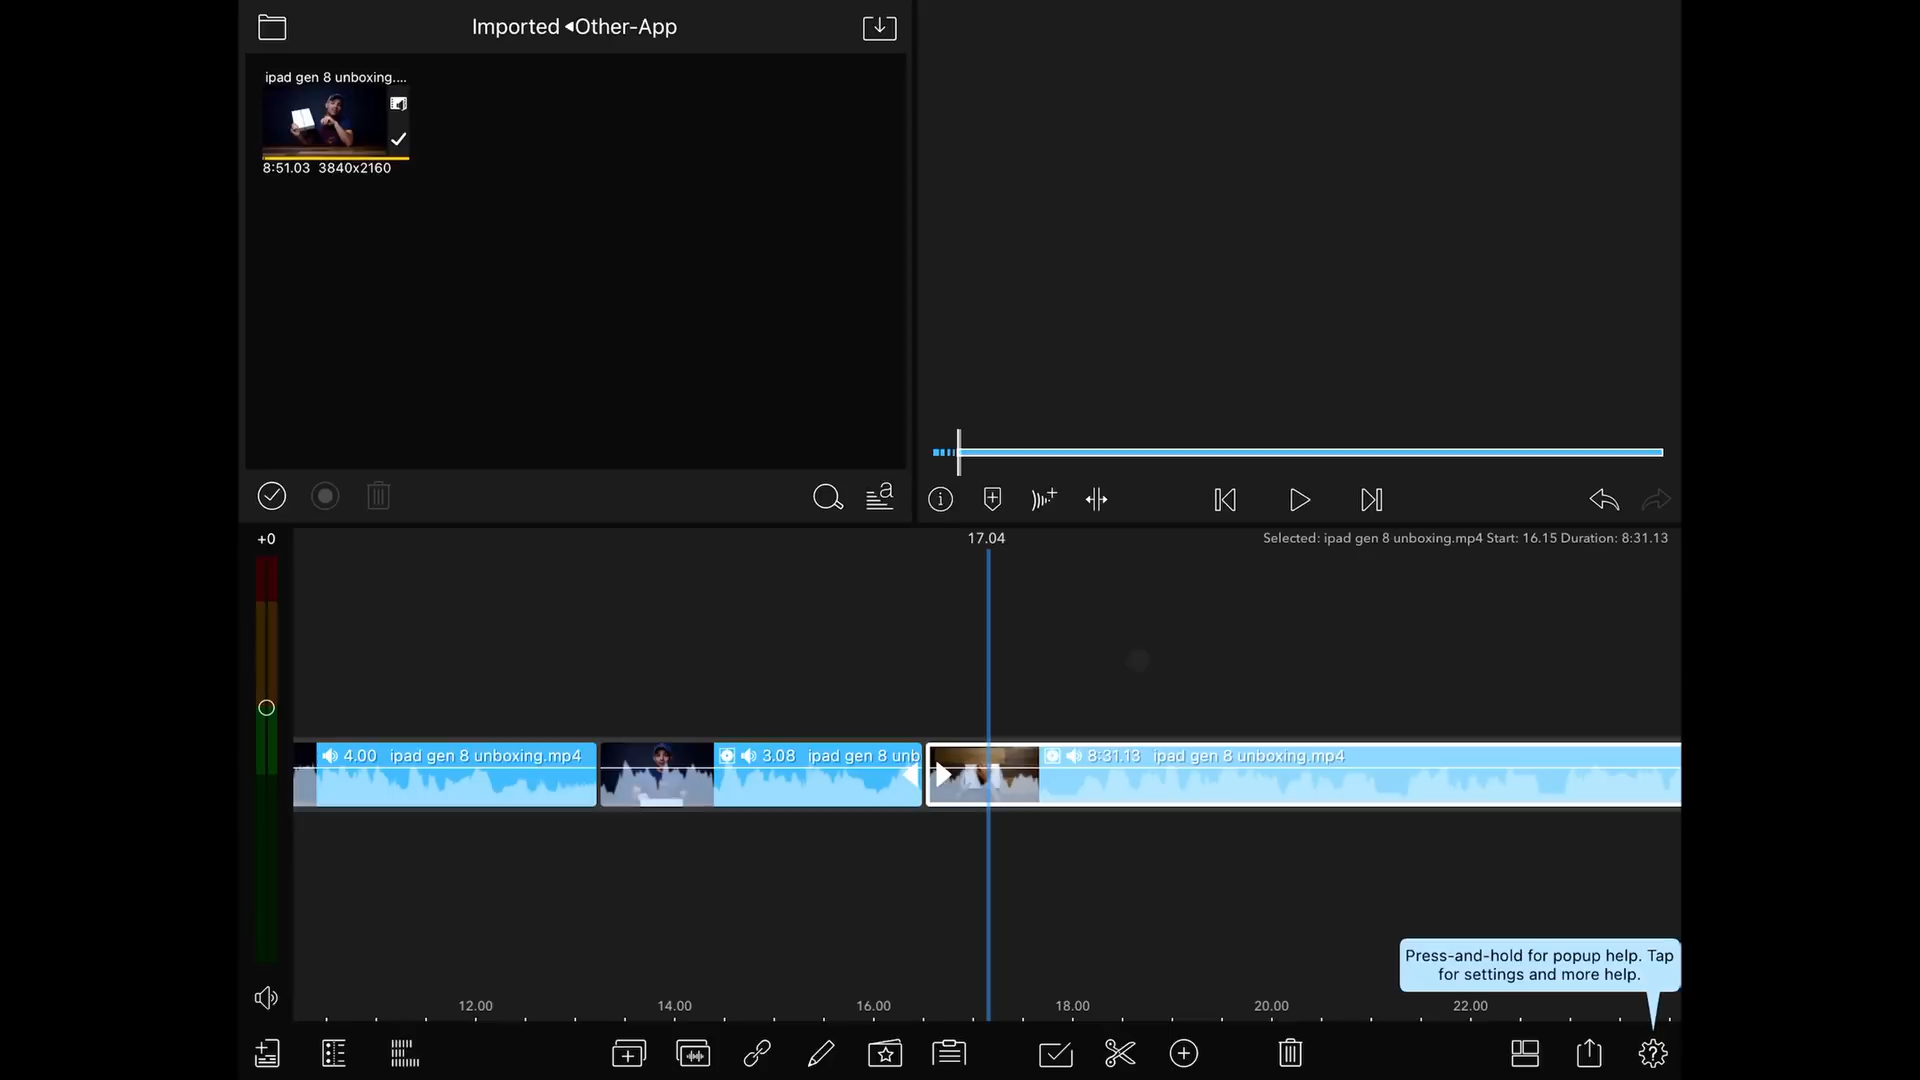 Imported ◂Other-App
ipad gen 8 unboxing....
8:51.03 3840x2160
+0
17.04
Selected: ipad gen 8 unboxing.mp4 Start: 16.15 Duration: 8:31.13
4.00 ipad gen 8 unboxing.mp4
3.08 ipad gen 8 unb
8:31.13 ipad gen 8 unboxing.mp4
Press-and-hold for popup help. Tap
for settings and more help.
12.00 14.00 16.00 18.00 20.00 22.00